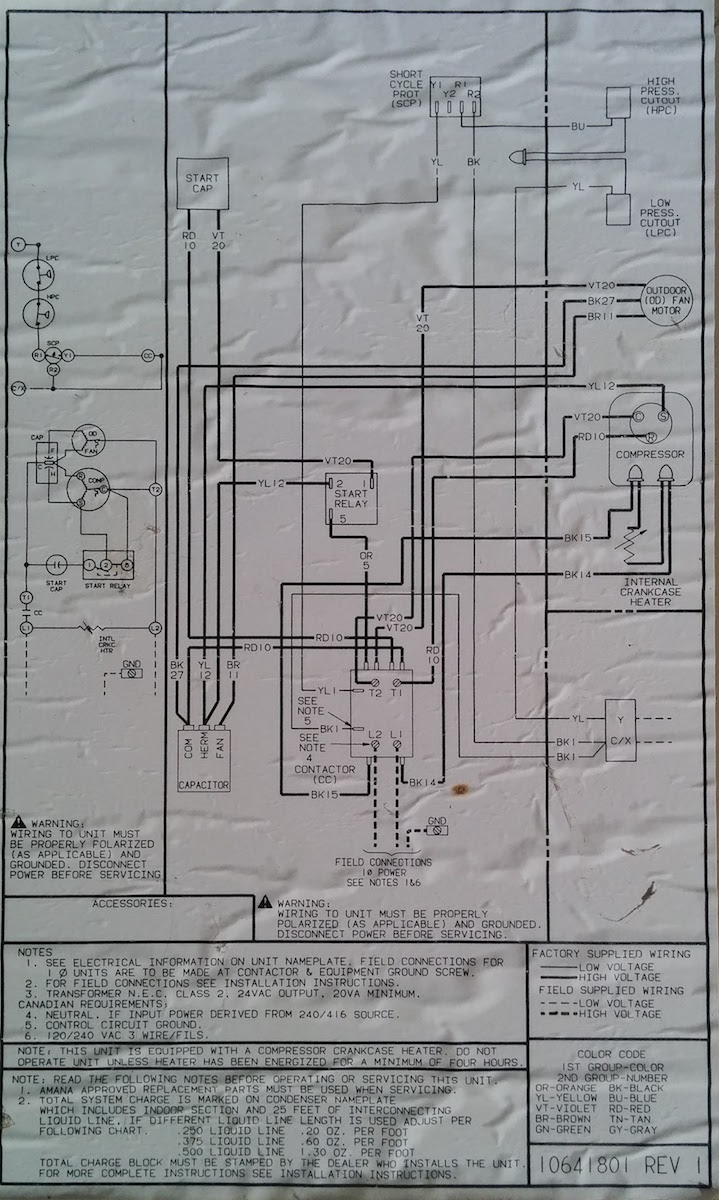 SHORT
CYCLE
PROT
(SCP)
Y1 R1
Y2 R2
HIGH
PRESS.
CUTOUT
(HPC)
BU
YL
BK
YL
START
CAP
RD
10
VT
20
LOW
PRESS.
CUTOUT
(LPC)
Y
LPC
HPC
SCP
R1
Y1
CC
R2
C/X
VT20
BK27
BR11
OUTDOOR
(OD) FAN
MOTOR
VT
20
YL12
VT20
RD10
C
S
R
COMPRESSOR
CAP
OD
FAN
F
C
H
COMP
S
C
R
T2
START
CAP
1
2
START RELAY
T1
CC
L1
L2
INTL
CRKC
HTR
GND
VT20
YL12
2 1
START
RELAY
5
OR
5
BK15
BK14
INTERNAL
CRANKCASE
HEATER
VT20
VT20
RD10
RD10
RD
10
BK
27
YL
12
BR
11
YL1
T2 T1
SEE
NOTE
5
BK1
SEE
NOTE
4
L2 L1
CONTACTOR
(CC)
BK14
BK15
COM
HERM
FAN
CAPACITOR
YL
Y
BK1
C/X
BK1
GND
FIELD CONNECTIONS
1Ø POWER
SEE NOTES 1&6
WARNING:
WIRING TO UNIT MUST
BE PROPERLY POLARIZED
(AS APPLICABLE) AND
GROUNDED. DISCONNECT
POWER BEFORE SERVICING
ACCESSORIES:
WARNING:
WIRING TO UNIT MUST BE PROPERLY
POLARIZED (AS APPLICABLE) AND GROUNDED.
DISCONNECT POWER BEFORE SERVICING.
NOTES
1. SEE ELECTRICAL INFORMATION ON UNIT NAMEPLATE. FIELD CONNECTIONS FOR
1 Ø UNITS ARE TO BE MADE AT CONTACTOR & EQUIPMENT GROUND SCREW.
2. FOR FIELD CONNECTIONS SEE INSTALLATION INSTRUCTIONS.
3. TRANSFORMER N.E.C. CLASS 2, 24VAC OUTPUT, 20VA MINIMUM.
CANADIAN REQUIREMENTS:
4. NEUTRAL, IF INPUT POWER DERIVED FROM 240/416 SOURCE.
5. CONTROL CIRCUIT GROUND.
6. 120/240 VAC 3 WIRE/FILS.
NOTE: THIS UNIT IS EQUIPPED WITH A COMPRESSOR CRANKCASE HEATER. DO NOT
OPERATE UNIT UNLESS HEATER HAS BEEN ENERGIZED FOR A MINIMUM OF FOUR HOURS.
NOTE: READ THE FOLLOWING NOTES BEFORE OPERATING OR SERVICING THIS UNIT.
1. AMANA APPROVED REPLACEMENT PARTS MUST BE USED WHEN SERVICING.
2. TOTAL SYSTEM CHARGE IS MARKED ON CONDENSER NAMEPLATE
WHICH INCLUDES INDOOR SECTION AND 25 FEET OF INTERCONNECTING
LIQUID LINE. IF DIFFERENT LIQUID LINE LENGTH IS USED ADJUST PER
FOLLOWING CHART. .250 LIQUID LINE .20 OZ. PER FOOT
.375 LIQUID LINE .60 OZ. PER FOOT
.500 LIQUID LINE 1.30 OZ. PER FOOT
TOTAL CHARGE BLOCK MUST BE STAMPED BY THE DEALER WHO INSTALLS THE UNIT.
FOR MORE COMPLETE INSTRUCTIONS SEE INSTALLATION INSTRUCTIONS.
FACTORY SUPPLIED WIRING
LOW VOLTAGE
HIGH VOLTAGE
FIELD SUPPLIED WIRING
LOW VOLTAGE
HIGH VOLTAGE
COLOR CODE
1ST GROUP-COLOR
2ND GROUP-NUMBER
OR-ORANGE BK-BLACK
YL-YELLOW BU-BLUE
VT-VIOLET RD-RED
BR-BROWN TN-TAN
GN-GREEN GY-GRAY
10641801 REV 1